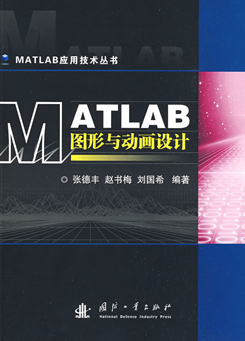 MATLAB应用技术丛书
MATLAB
图形与动画设计
张德丰 赵书梅 刘国希 编著
国防工业出版社
National Defense Industry Press